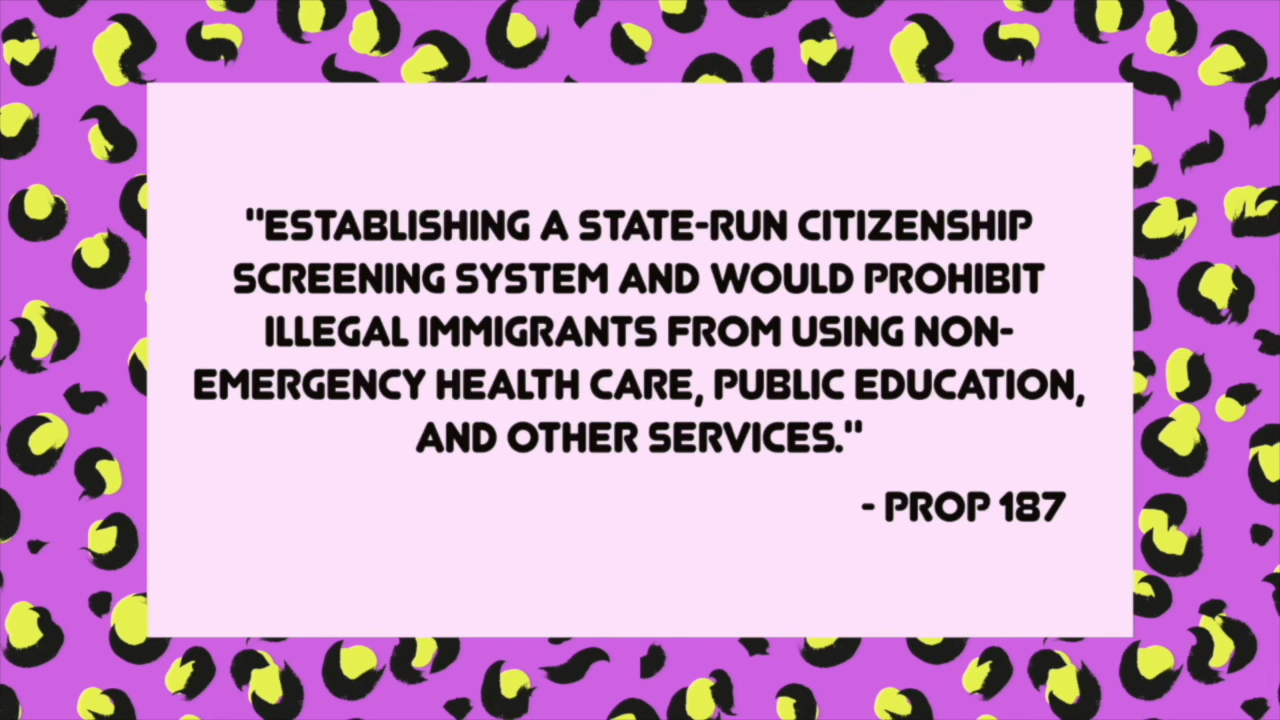 "ESTABLISHING A STATE-RUN CITIZENSHIP
SCREENING SYSTEM AND WOULD PROHIBIT
ILLEGAL IMMIGRANTS FROM USING NON-
EMERGENCY HEALTH CARE, PUBLIC EDUCATION,
AND OTHER SERVICES."
- PROP 187